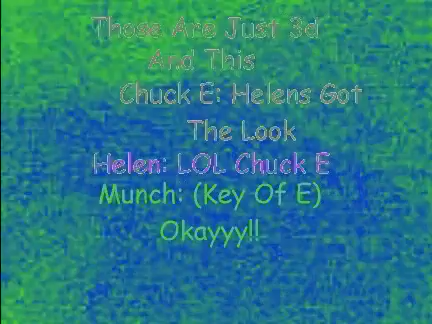 Those Are Just 3d
And This
Chuck E: Helens Got
The Look
Helen: LOL Chuck E
Munch: (Key Of E)
Okayyy!!